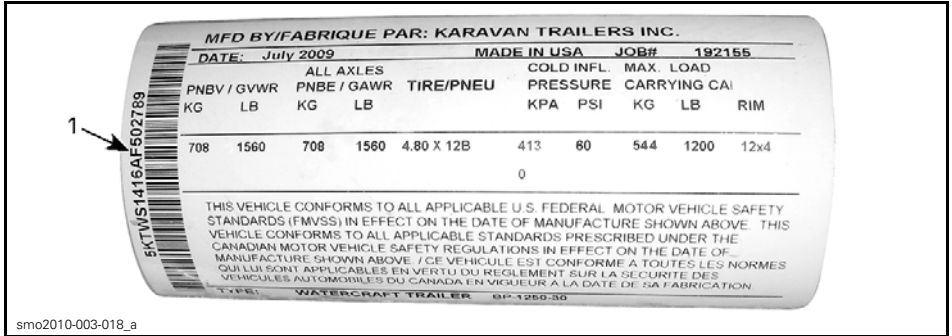 MFD BY/FABRIQUE PAR: KARAVAN TRAILERS INC.
DATE: July 2009 MADE IN USA JOB# 192155
ALL AXLES COLD INFL. MAX. LOAD
PNBV / GVWR PNBE / GAWR TIRE/PNEU PRESSURE CARRYING CAI
KG LB KG LB KPA PSI KG LB RIM
708 1560 708 1560 4.80 X 12B 413 60 544 1200 12x4
0
THIS VEHICLE CONFORMS TO ALL APPLICABLE U.S. FEDERAL MOTOR VEHICLE SAFETY
STANDARDS (FMVSS) IN EFFECT ON THE DATE OF MANUFACTURE SHOWN ABOVE. THIS
VEHICLE CONFORMS TO ALL APPLICABLE STANDARDS PRESCRIBED UNDER THE
CANADIAN MOTOR VEHICLE SAFETY REGULATIONS IN EFFECT ON THE DATE OF
MANUFACTURE SHOWN ABOVE. / CE VEHICULE EST CONFORME A TOUTES LES NORMES
QUI LUI SONT APPLICABLES EN VERTU DU REGLEMENT SUR LA SECURITE DES
VEHICULES AUTOMOBILES DU CANADA EN VIGUEUR A LA DATE DE SA FABRICATION
TYPE: WATERCRAFT TRAILER BP-1250-30
5KTWS1416AF502789
1
smo2010-003-018_a